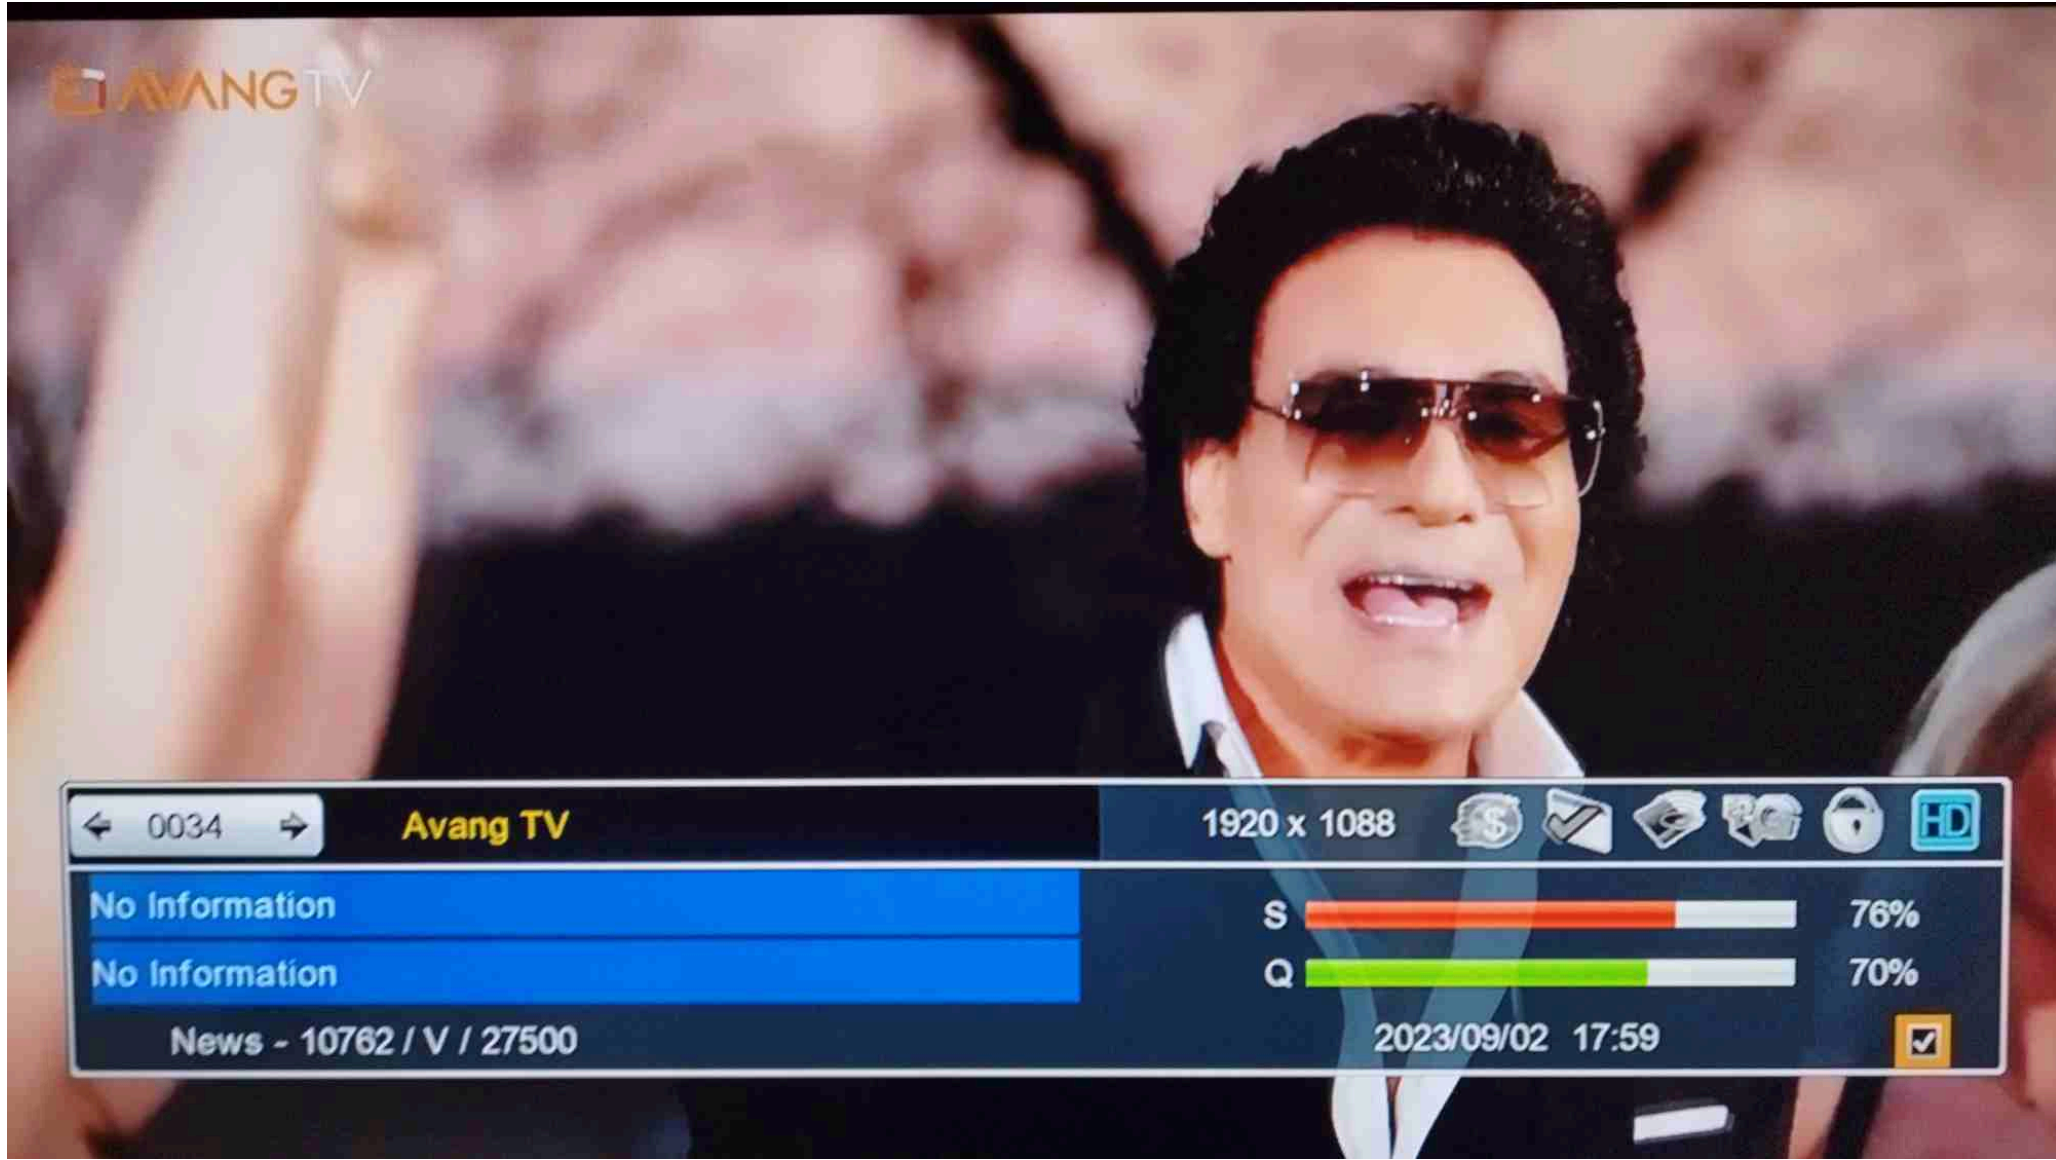 AVANG TV
0034
Avang TV
1920 x 1088
HD
No Information
S 76%
No Information
Q 70%
News - 10762 / V / 27500
2023/09/02 17:59